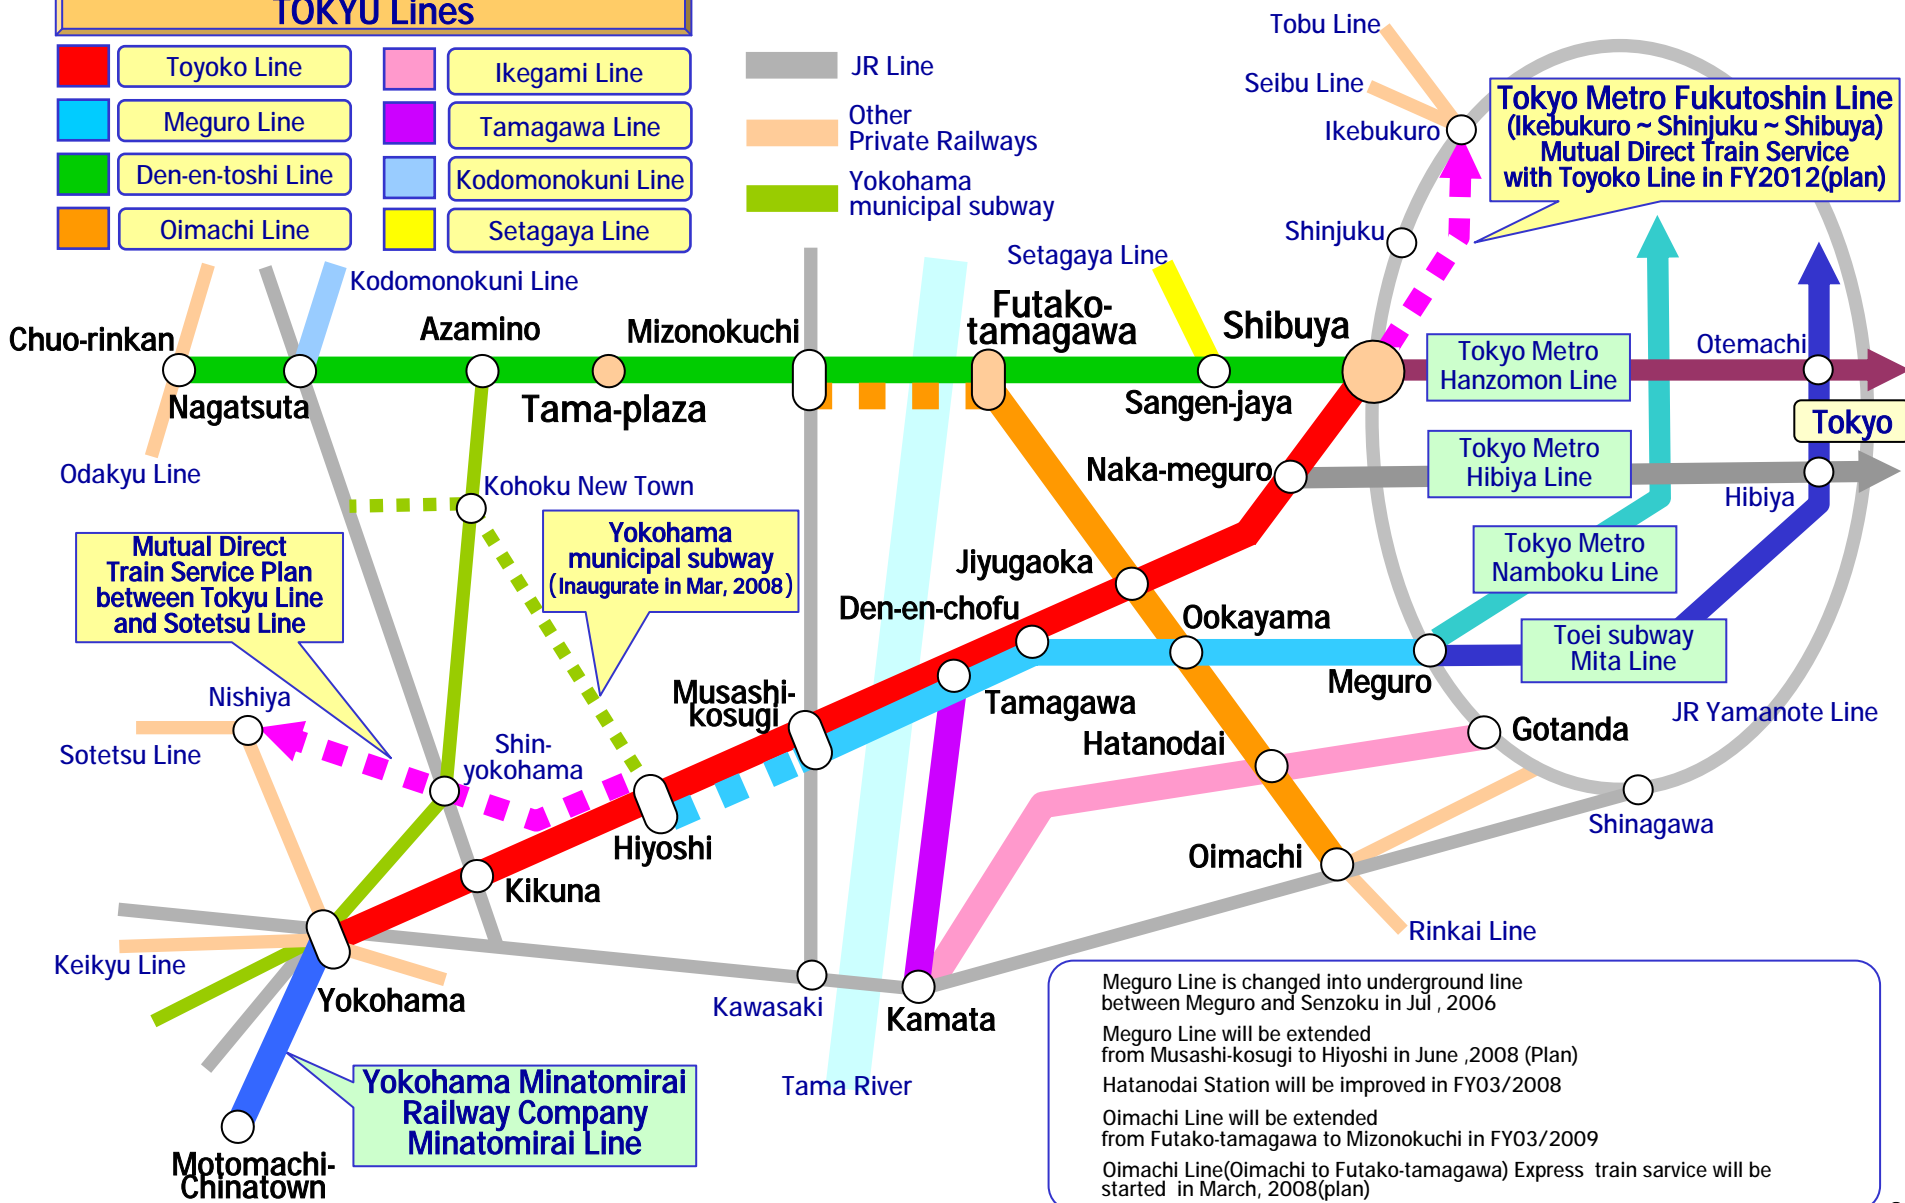 TOKYU Lines
Toyoko Line
Meguro Line
Den-en-toshi Line
Oimachi Line
Ikegami Line
Tamagawa Line
Kodomonokuni Line
Setagaya Line
JR Line
Other
Private Railways
Yokohama
municipal subway
Tobu Line
Seibu Line
Ikebukuro
Tokyo Metro Fukutoshin Line
(Ikebukuro ~ Shinjuku ~ Shibuya)
Mutual Direct Train Service
with Toyoko Line in FY2012(plan)
Shinjuku
Setagaya Line
Kodomonokuni Line
Chuo-rinkan
Azamino
Mizonokuchi
Futako-
tamagawa
Shibuya
Nagatsuta
Tama-plaza
Sangen-jaya
Tokyo Metro
Hanzomon Line
Otemachi
Tokyo
Odakyu Line
Kohoku New Town
Naka-meguro
Tokyo Metro
Hibiya Line
Hibiya
Mutual Direct
Train Service Plan
between Tokyu Line
and Sotetsu Line
Yokohama
municipal subway
(Inaugurate in Mar, 2008)
Jiyugaoka
Tokyo Metro
Namboku Line
Den-en-chofu
Ookayama
Toei subway
Mita Line
Meguro
Nishiya
Musashi-
kosugi
Tamagawa
JR Yamanote Line
Sotetsu Line
Shin-
yokohama
Hatanodai
Gotanda
Hiyoshi
Oimachi
Shinagawa
Kikuna
Rinkai Line
Keikyu Line
Yokohama
Kawasaki
Kamata
Tama River
Yokohama Minatomirai
Railway Company
Minatomirai Line
Motomachi-
Chinatown
Meguro Line is changed into underground line
between Meguro and Senzoku in Jul , 2006
Meguro Line will be extended
from Musashi-kosugi to Hiyoshi in June ,2008 (Plan)
Hatanodai Station will be improved in FY03/2008
Oimachi Line will be extended
from Futako-tamagawa to Mizonokuchi in FY03/2009
Oimachi Line(Oimachi to Futako-tamagawa) Express train sarvice will be
started in March, 2008(plan)